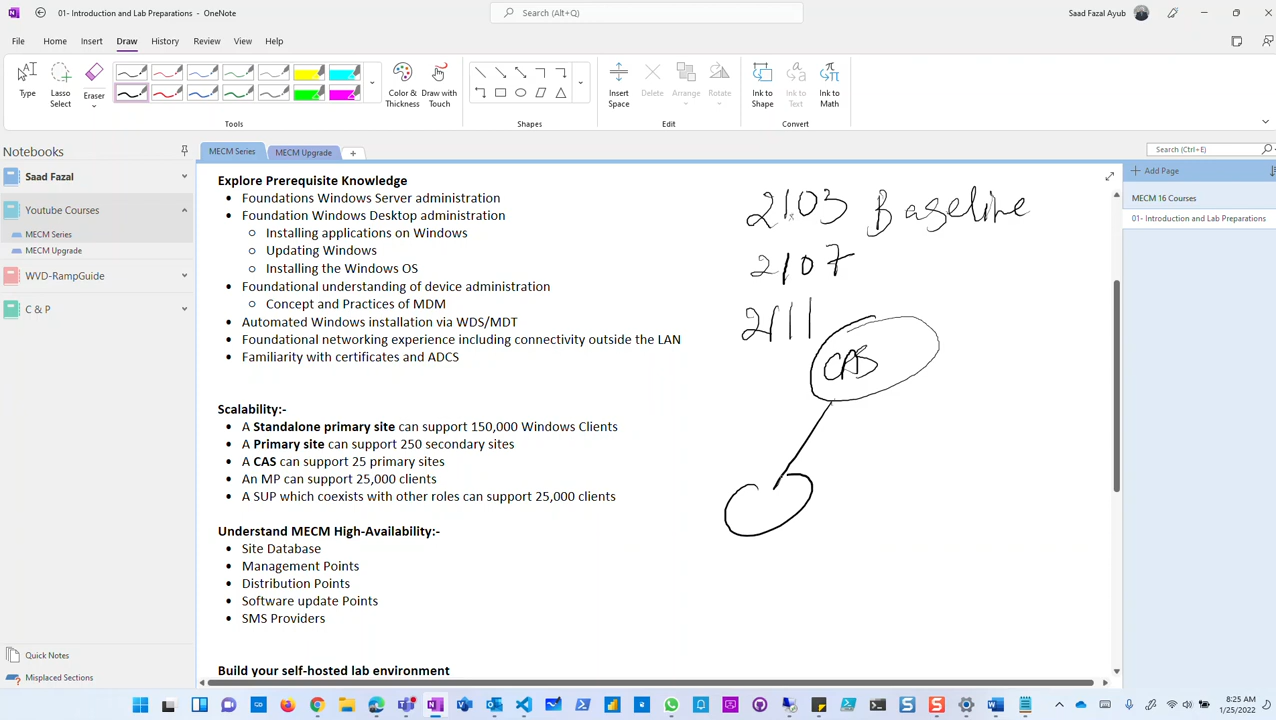 01- Introduction and Lab Preparations - OneNote
Search (Alt+Q)
Saad Fazal Ayub
File Home Insert Draw History Review View Help
Type
Lasso Select
Eraser
Color & Thickness
Draw with Touch
Insert Space
Delete
Arrange
Rotate
Ink to Shape
Ink to Text
Ink to Math
Tools
Shapes
Edit
Convert
Notebooks
MECM Series
MECM Upgrade
Search (Ctrl+E)
Saad Fazal
Youtube Courses
MECM Series
MECM Upgrade
WVD-RampGuide
C & P
Quick Notes
Misplaced Sections
Explore Prerequisite Knowledge
• Foundations Windows Server administration
• Foundation Windows Desktop administration
o Installing applications on Windows
o Updating Windows
o Installing the Windows OS
• Foundational understanding of device administration
o Concept and Practices of MDM
• Automated Windows installation via WDS/MDT
• Foundational networking experience including connectivity outside the LAN
• Familiarity with certificates and ADCS
Scalability:-
• A Standalone primary site can support 150,000 Windows Clients
• A Primary site can support 250 secondary sites
• A CAS can support 25 primary sites
• An MP can support 25,000 clients
• A SUP which coexists with other roles can support 25,000 clients
Understand MECM High-Availability:-
• Site Database
• Management Points
• Distribution Points
• Software update Points
• SMS Providers
Build your self-hosted lab environment
2103 Baseline
2107
2111
CAS
Add Page
MECM 16 Courses
01- Introduction and Lab Preparations
8:25 AM
1/25/2022